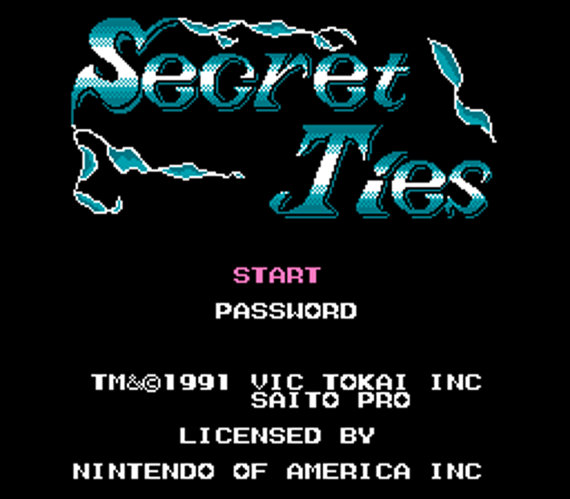 Secret
Ties
START
PASSWORD
TM&©1991 VIC TOKAI INC
SAITO PRO
LICENSED BY
NINTENDO OF AMERICA INC